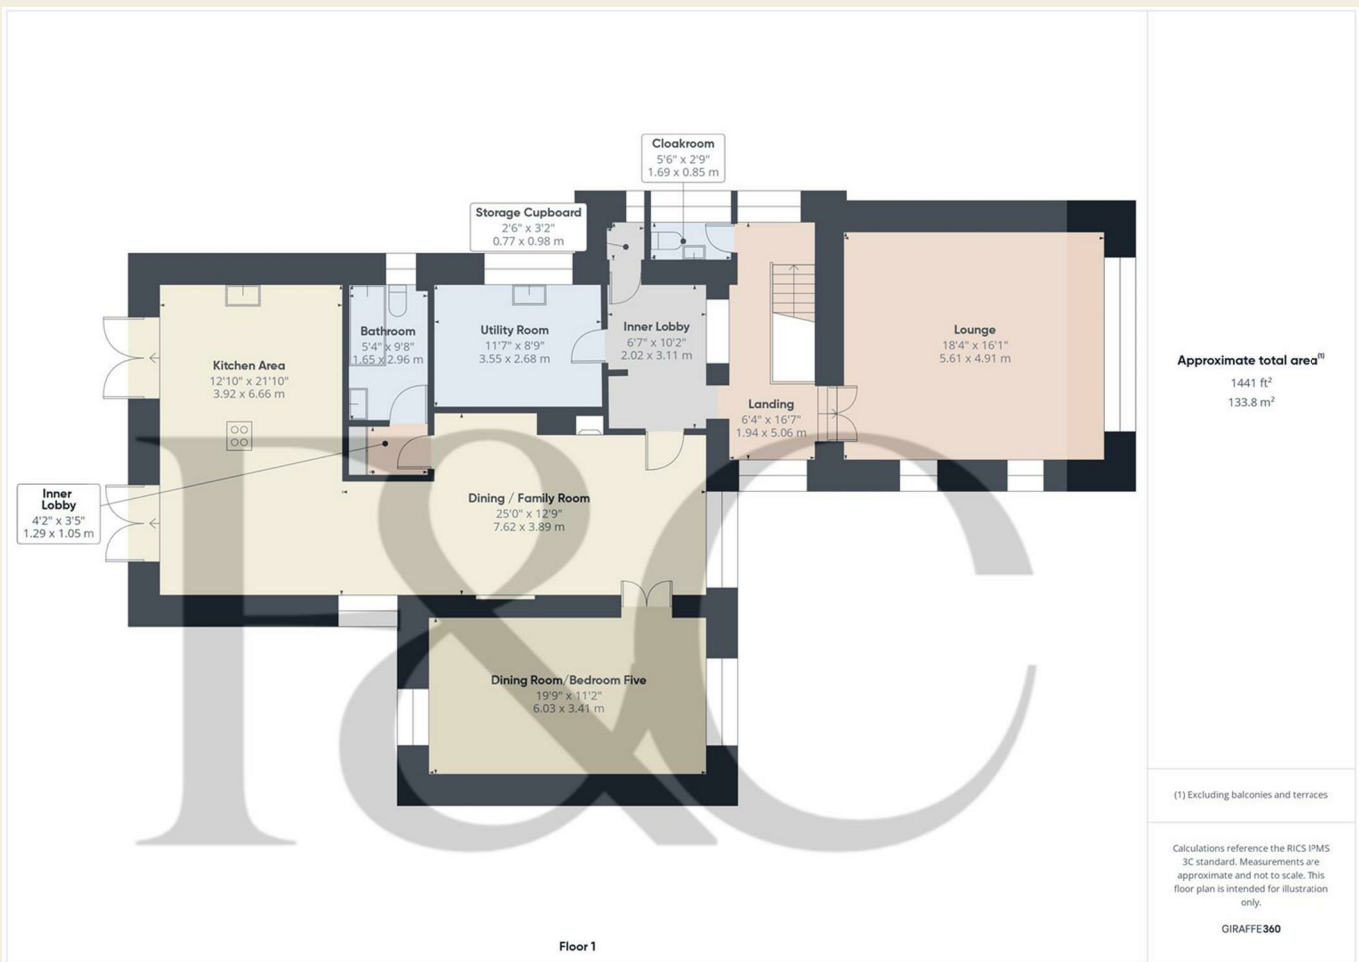 Cloakroom
5'6" x 2'9"
1.69 x 0.85 m
Storage Cupboard
2'6" x 3'2"
0.77 x 0.98 m
Kitchen Area
12'10" x 21'10"
3.92 x 6.66 m
Bathroom
5'4" x 9'8"
1.65 x 2.96 m
Utility Room
11'7" x 8'9"
3.55 x 2.68 m
Inner Lobby
6'7" x 10'2"
2.02 x 3.11 m
Landing
6'4" x 16'7"
1.94 x 5.06 m
Lounge
18'4" x 16'1"
5.61 x 4.91 m
Inner
Lobby
4'2" x 3'5"
1.29 x 1.05 m
Dining / Family Room
25'0" x 12'9"
7.62 x 3.89 m
Dining Room/Bedroom Five
19'9" x 11'2"
6.03 x 3.41 m
F&C
Floor 1
Approximate total area(1)
1441 ft²
133.8 m²
(1) Excluding balconies and terraces
Calculations reference the RICS IPMS
3C standard. Measurements are
approximate and not to scale. This
floor plan is intended for illustration
only.
GIRAFFE360